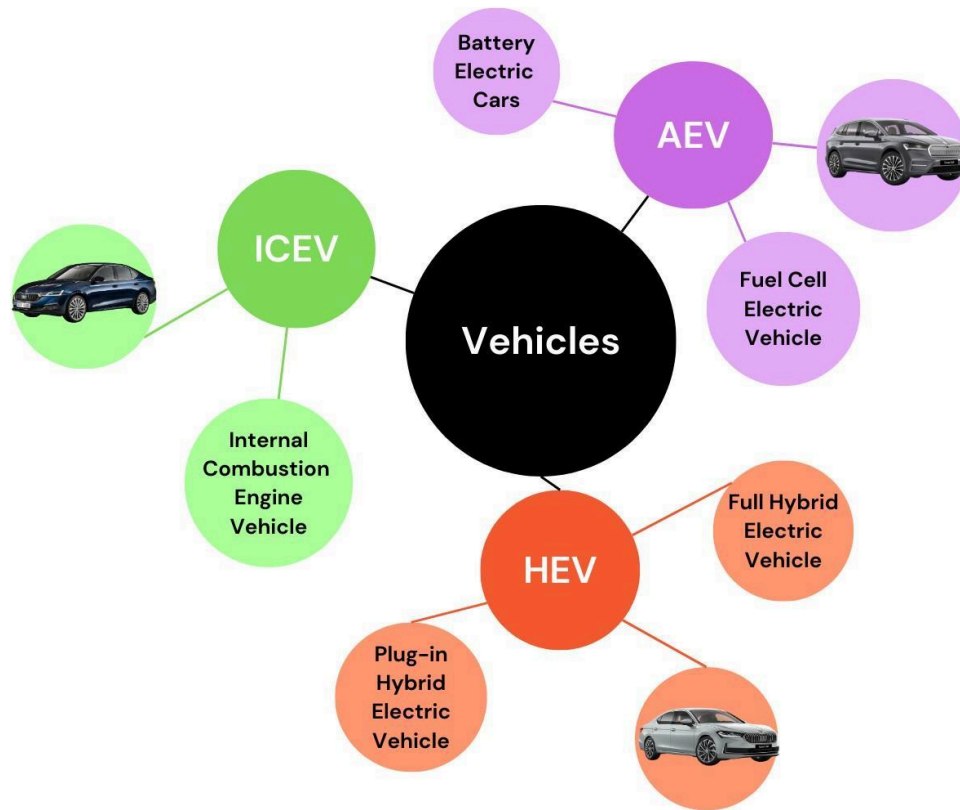 Battery
Electric
Cars
AEV
ICEV
Fuel Cell
Electric
Vehicle
Vehicles
Internal
Combustion
Engine
Vehicle
Full Hybrid
Electric
Vehicle
HEV
Plug-in
Hybrid
Electric
Vehicle